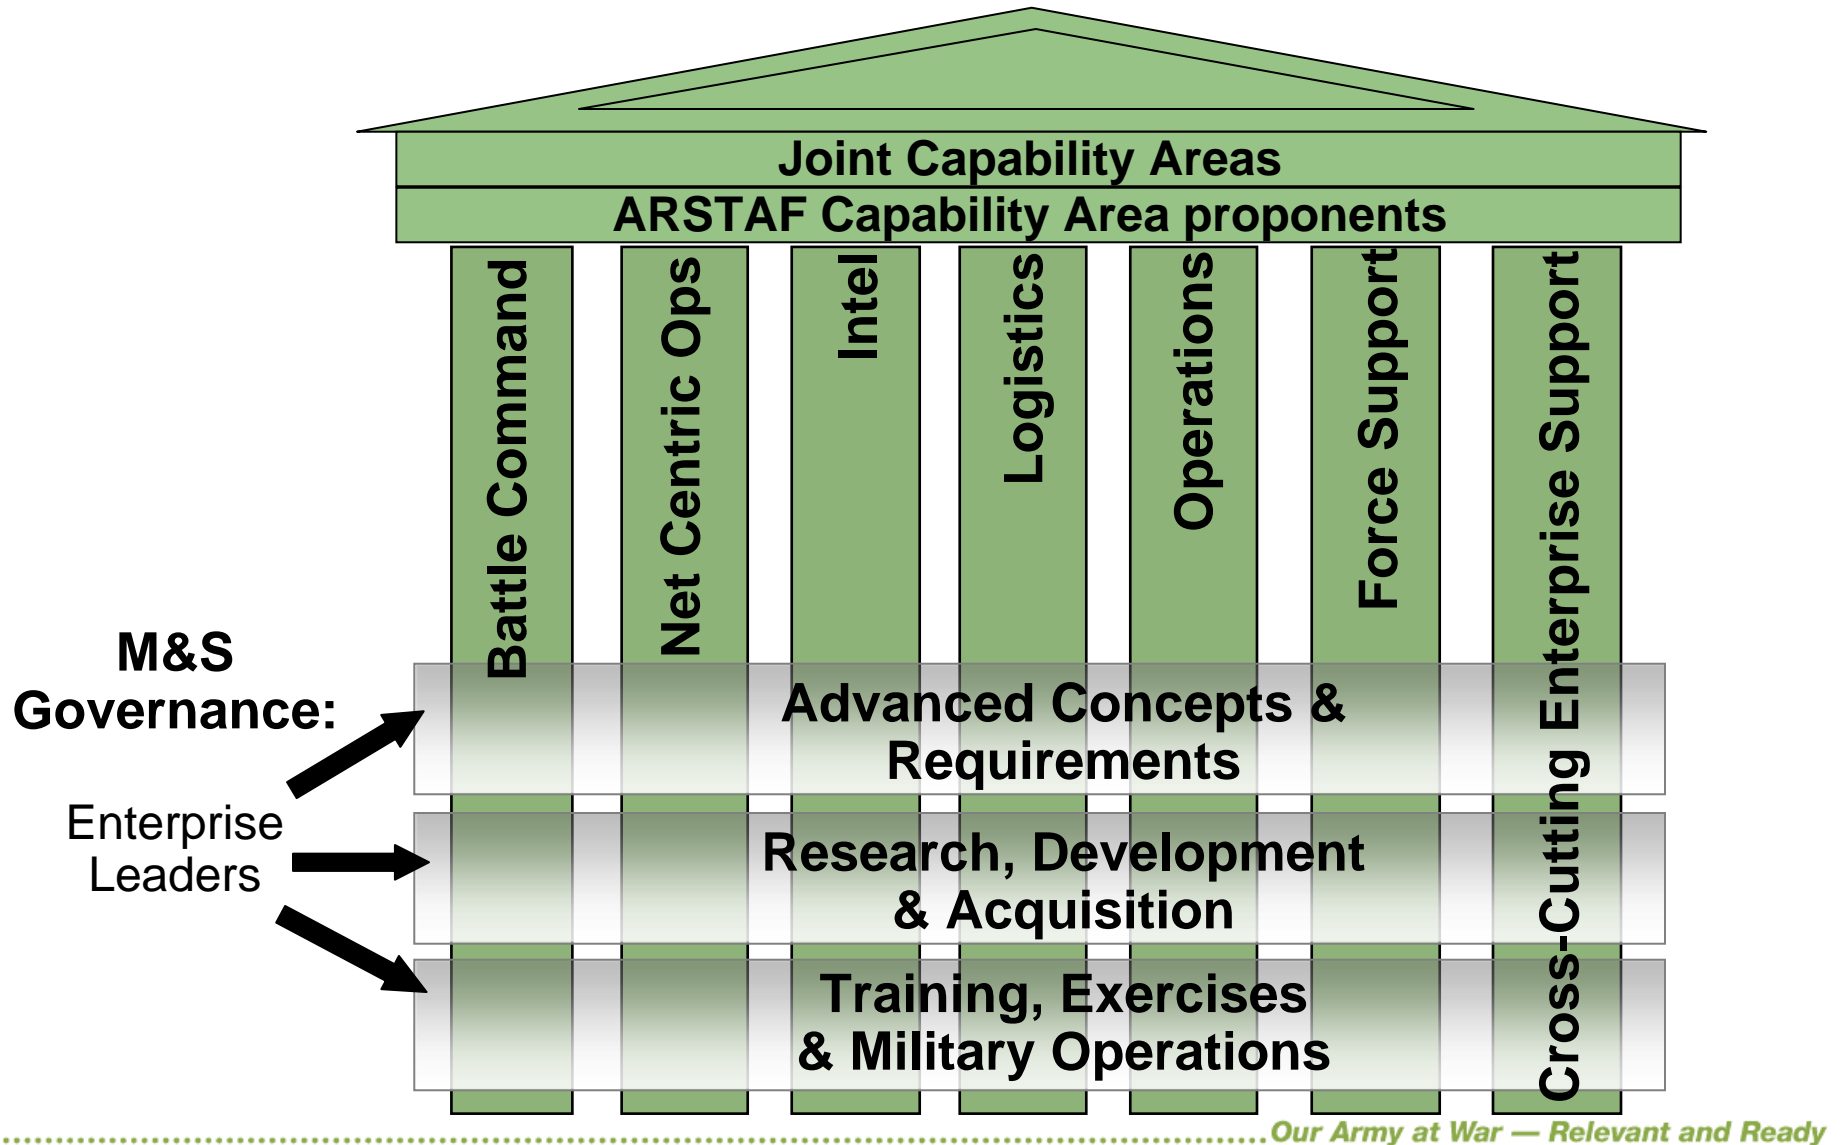 Joint Capability Areas
ARSTAF Capability Area proponents
Battle Command
Net Centric Ops
Intel
Logistics
Operations
Force Support
Cross-Cutting Enterprise Support
M&S
Governance:
Enterprise
Leaders
Advanced Concepts &
Requirements
Research, Development
& Acquisition
Training, Exercises
& Military Operations
Our Army at War — Relevant and Ready